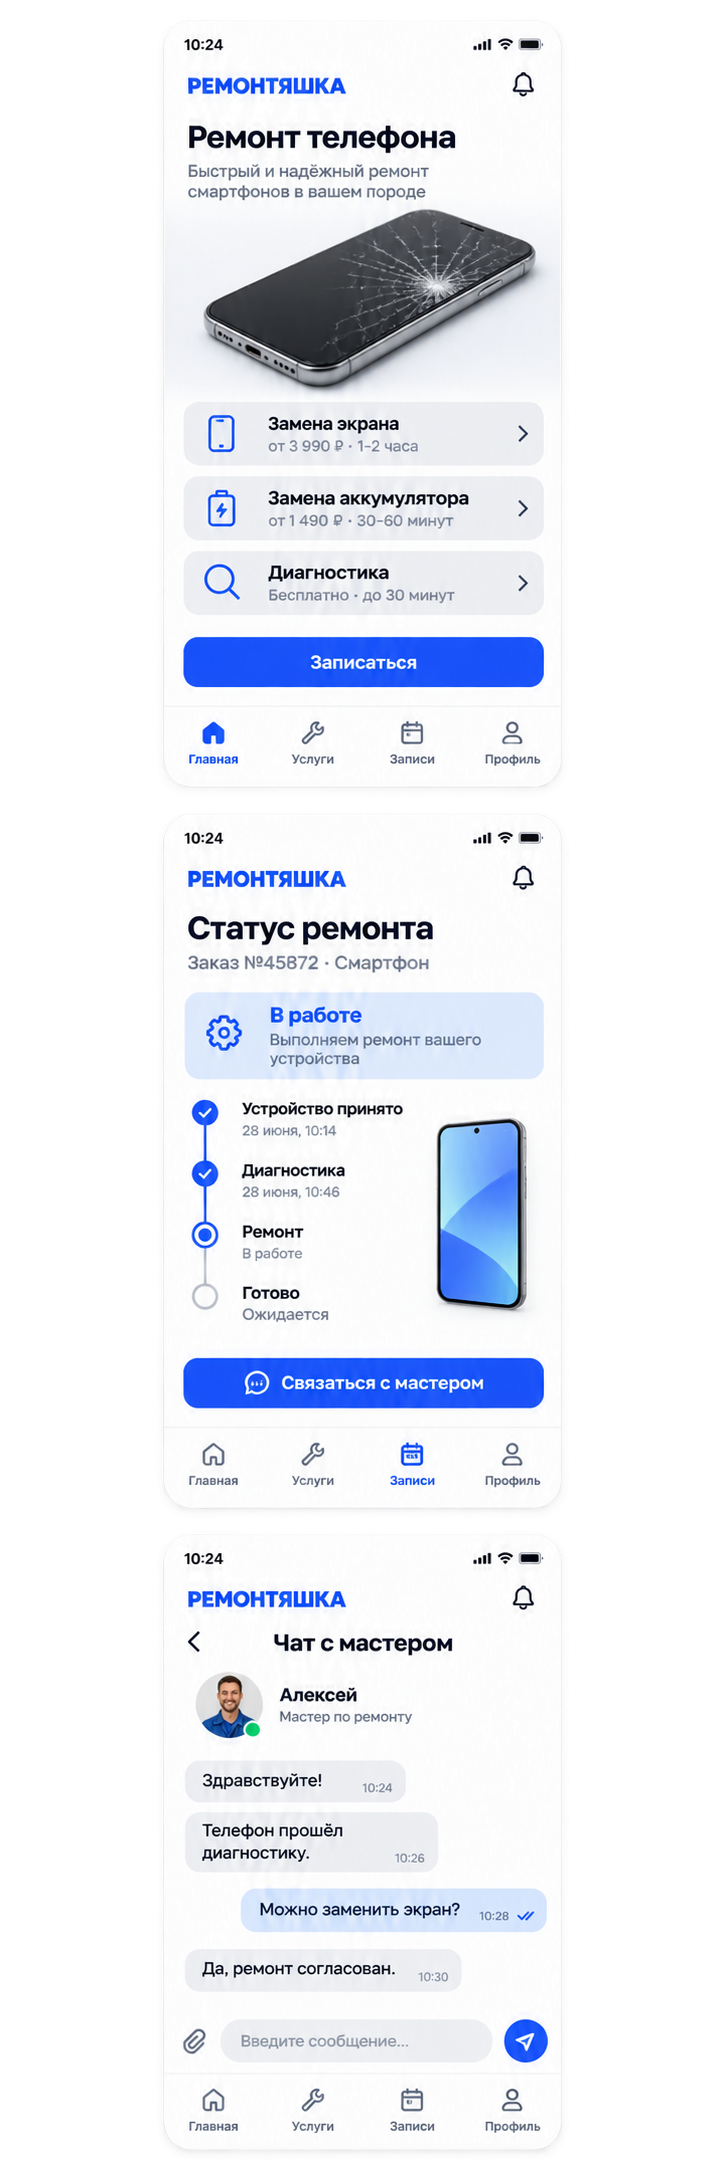 10:24
РЕМОНТЯШКА
Ремонт телефона
Быстрый и надёжный ремонт
смартфонов в вашем породе
Замена экрана
от 3 990 ₽ · 1–2 часа
Замена аккумулятора
от 1 490 ₽ · 30–60 минут
Диагностика
Бесплатно · до 30 минут
Записаться
Главная Услуги Записи Профиль
10:24
РЕМОНТЯШКА
Статус ремонта
Заказ №45872 · Смартфон
В работе
Выполняем ремонт вашего
устройства
Устройство принято
28 июня, 10:14
Диагностика
28 июня, 10:46
Ремонт
В работе
Готово
Ожидается
Связаться с мастером
Главная Услуги Записи Профиль
10:24
РЕМОНТЯШКА
Чат с мастером
Алексей
Мастер по ремонту
Здравствуйте! 10:24
Телефон прошёл
диагностику. 10:26
Можно заменить экран? 10:28
Да, ремонт согласован. 10:30
Введите сообщение...
Главная Услуги Записи Профиль